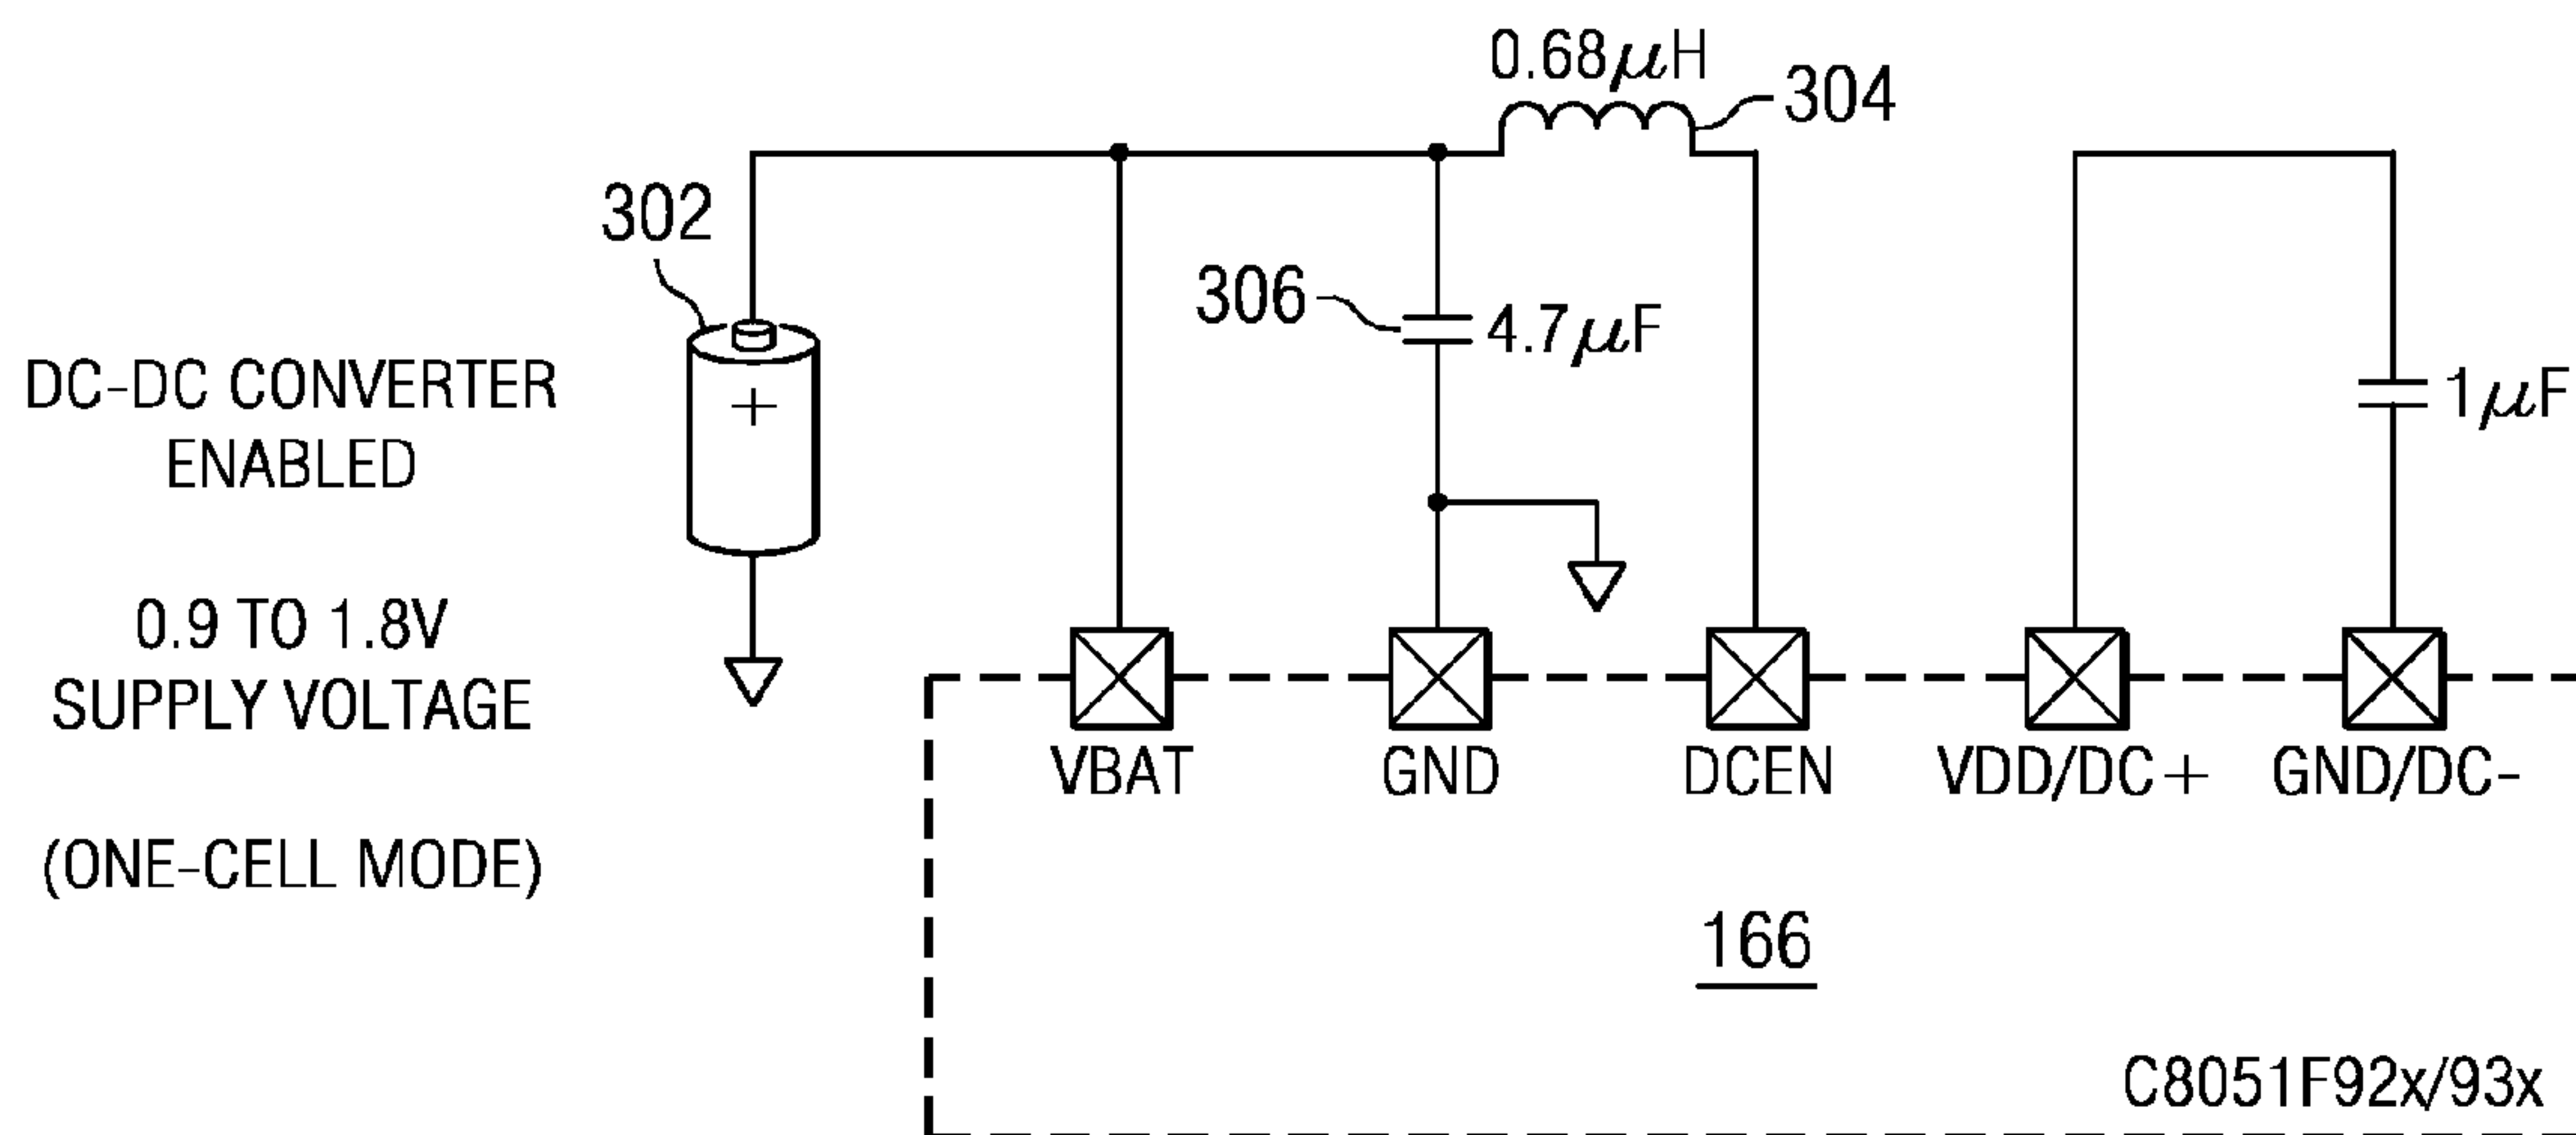 0.68μH
304
302
306
4.7μF
1μF
DC-DC CONVERTER
ENABLED
0.9 TO 1.8V
SUPPLY VOLTAGE
(ONE-CELL MODE)
+
VBAT
GND
DCEN
VDD/DC+
GND/DC-
166
C8051F92x/93x